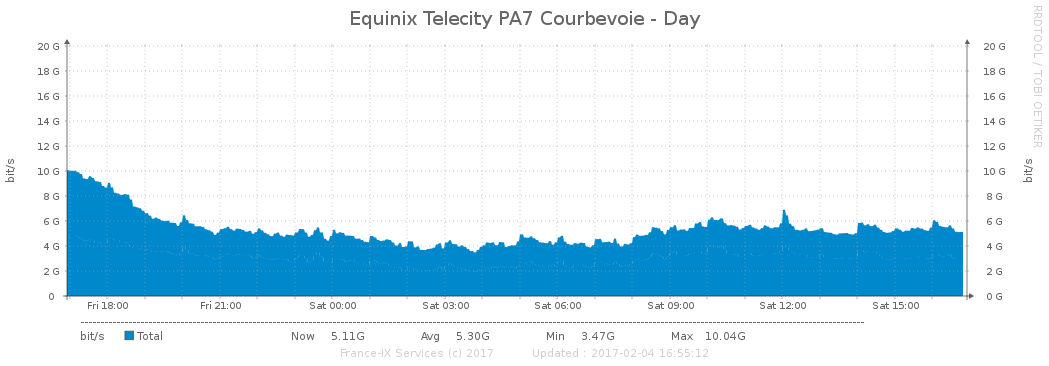 Equinix Telecity PA7 Courbevoie - Day
RRDTOOL / TOBI OETIKER
bit/s
20 G 20 G
18 G 18 G
16 G 16 G
14 G 14 G
12 G 12 G
10 G 10 G
8 G 8 G
6 G 6 G
4 G 4 G
2 G 2 G
0 0 G
bit/s
Fri 18:00 Fri 21:00 Sat 00:00 Sat 03:00 Sat 06:00 Sat 09:00 Sat 12:00 Sat 15:00
bit/s Total Now 5.11G Avg 5.30G Min 3.47G Max 10.04G
France-IX Services (c) 2017 Updated : 2017-02-04 16:55:12